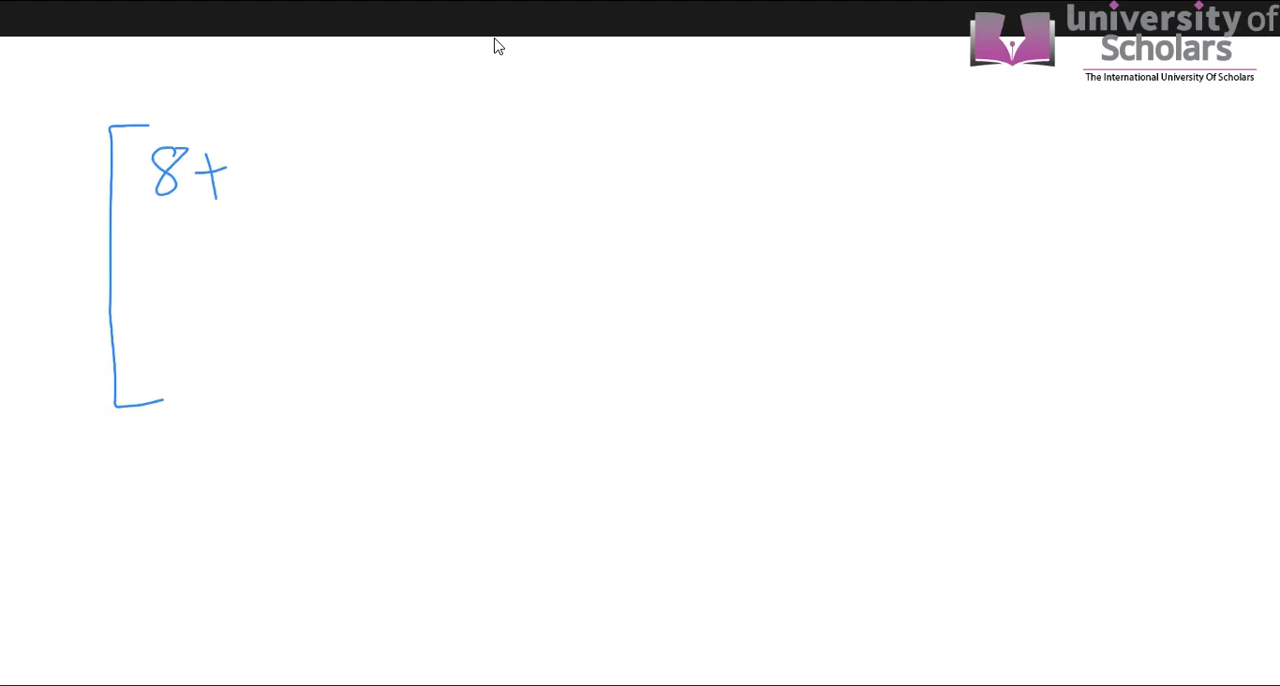 university of
Scholars
The International University Of Scholars
[ 8+